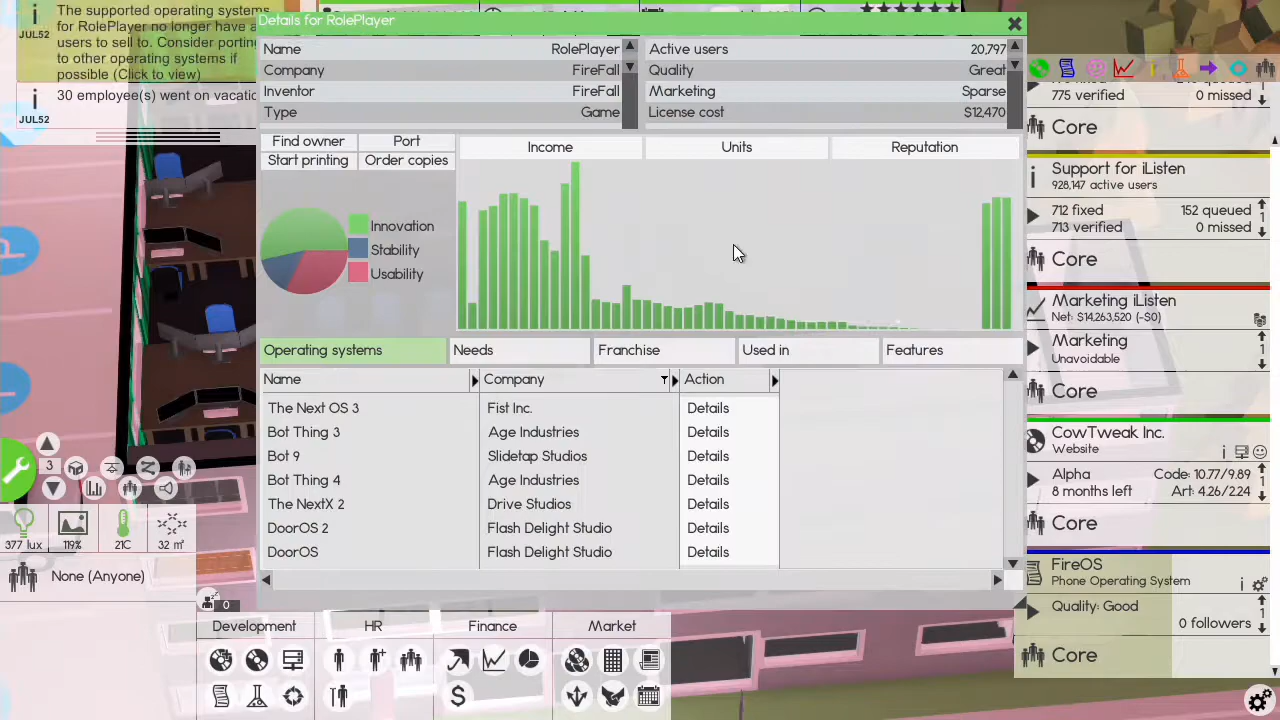 The supported operating systems
for RolePlayer no longer have a
users to sell to. Consider porting
to other operating systems if
possible (Click to view)
JUL52
30 employee(s) went on vacatio
JUL52
Details for RolePlayer
Name RolePlayer
Company FireFall
Inventor FireFall
Type Game
Active users 20,797
Quality Great
Marketing Sparse
License cost $12,470
Find owner Port
Start printing Order copies
Income Units Reputation
Innovation
Stability
Usability
Operating systems Needs Franchise Used in Features
Name Company Action
The Next OS 3 Fist Inc. Details
Bot Thing 3 Age Industries Details
Bot 9 Slidetap Studios Details
Bot Thing 4 Age Industries Details
The NextX 2 Drive Studios Details
DoorOS 2 Flash Delight Studio Details
DoorOS Flash Delight Studio Details
775 verified 0 missed
Core
Support for iListen
928,147 active users
712 fixed 152 queued
713 verified 0 missed
1
Core
Marketing iListen
Net: $14,263,520 (-$0)
Marketing
Unavoidable
1
Core
CowTweak Inc.
Website
Alpha Code: 10.77/9.89
8 months left Art: 4.26/2.24
1
Core
FireOS
Phone Operating System
Quality: Good
0 followers
1
Core
3
377 lux 119% 21C 32 m²
None (Anyone)
0
Development HR Finance Market